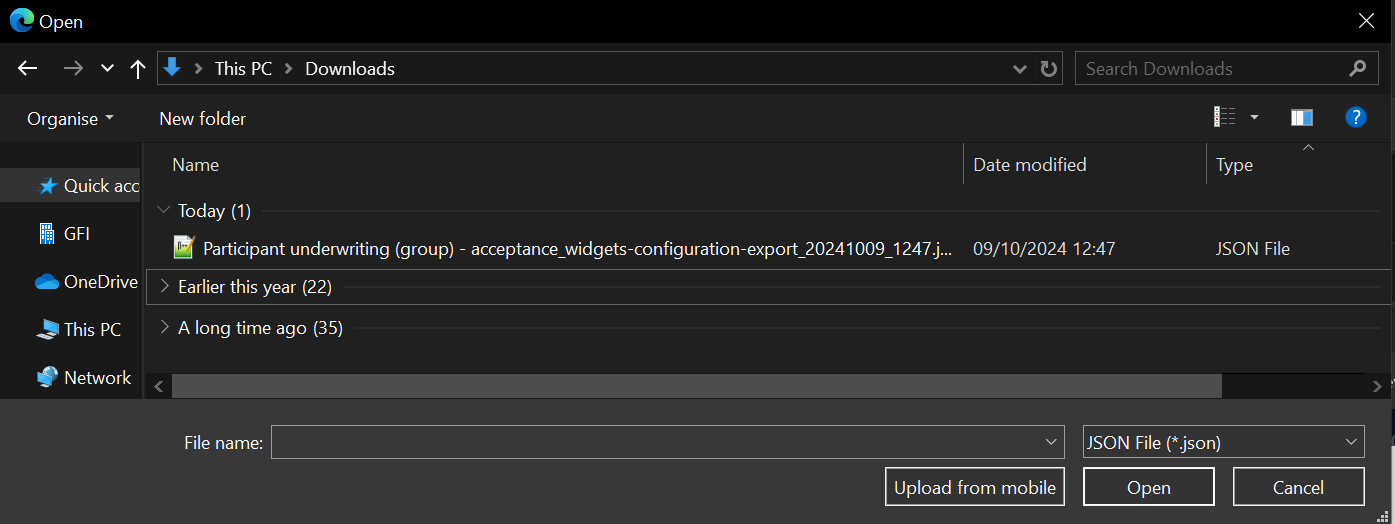 Open
This PC > Downloads
Search Downloads
Organise
New folder
?
Name
Date modified
Type
Quick acc
Today (1)
GFI
Participant underwriting (group) - acceptance_widgets-configuration-export_20241009_1247.j...
09/10/2024 12:47
JSON File
OneDrive
Earlier this year (22)
This PC
A long time ago (35)
Network
File name:
JSON File (*.json)
Upload from mobile
Open
Cancel